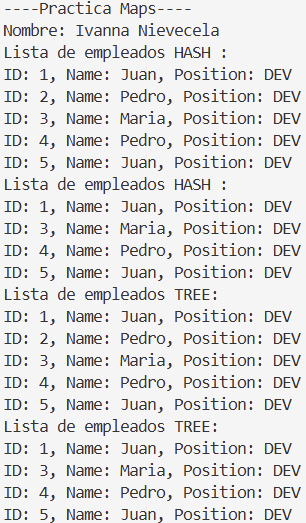 ----Practica Maps----
Nombre: Ivanna Nievecela
Lista de empleados HASH :
ID: 1, Name: Juan, Position: DEV
ID: 2, Name: Pedro, Position: DEV
ID: 3, Name: Maria, Position: DEV
ID: 4, Name: Pedro, Position: DEV
ID: 5, Name: Juan, Position: DEV
Lista de empleados HASH :
ID: 1, Name: Juan, Position: DEV
ID: 3, Name: Maria, Position: DEV
ID: 4, Name: Pedro, Position: DEV
ID: 5, Name: Juan, Position: DEV
Lista de empleados TREE:
ID: 1, Name: Juan, Position: DEV
ID: 2, Name: Pedro, Position: DEV
ID: 3, Name: Maria, Position: DEV
ID: 4, Name: Pedro, Position: DEV
ID: 5, Name: Juan, Position: DEV
Lista de empleados TREE:
ID: 1, Name: Juan, Position: DEV
ID: 3, Name: Maria, Position: DEV
ID: 4, Name: Pedro, Position: DEV
ID: 5, Name: Juan, Position: DEV